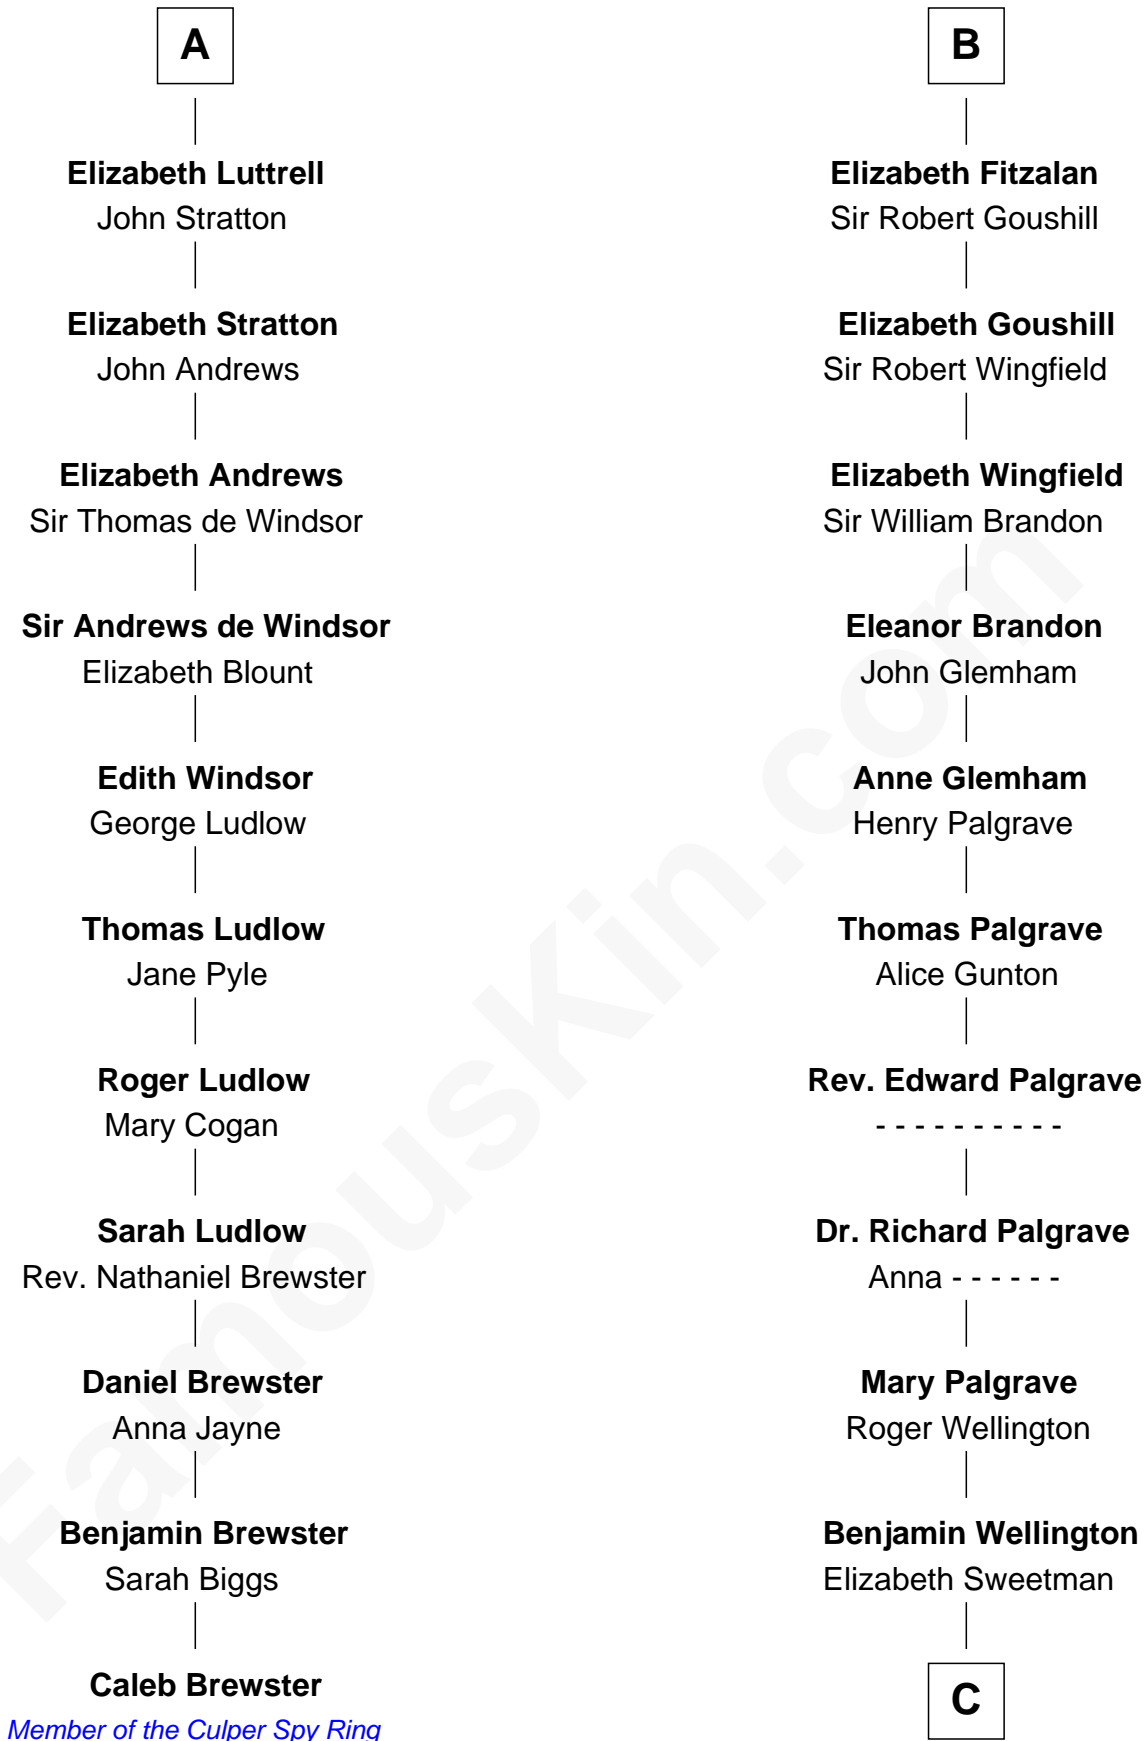 A
Elizabeth Luttrell
John Stratton
Elizabeth Stratton
John Andrews
Elizabeth Andrews
Sir Thomas de Windsor
Sir Andrews de Windsor
Elizabeth Blount
Edith Windsor
George Ludlow
Thomas Ludlow
Jane Pyle
Roger Ludlow
Mary Cogan
Sarah Ludlow
Rev. Nathaniel Brewster
Daniel Brewster
Anna Jayne
Benjamin Brewster
Sarah Biggs
Caleb Brewster
Member of the Culper Spy Ring
B
Elizabeth Fitzalan
Sir Robert Goushill
Elizabeth Goushill
Sir Robert Wingfield
Elizabeth Wingfield
Sir William Brandon
Eleanor Brandon
John Glemham
Anne Glemham
Henry Palgrave
Thomas Palgrave
Alice Gunton
Rev. Edward Palgrave
- - - - - - - - - -
Dr. Richard Palgrave
Anna - - - - - -
Mary Palgrave
Roger Wellington
Benjamin Wellington
Elizabeth Sweetman
C
FamousKin.com